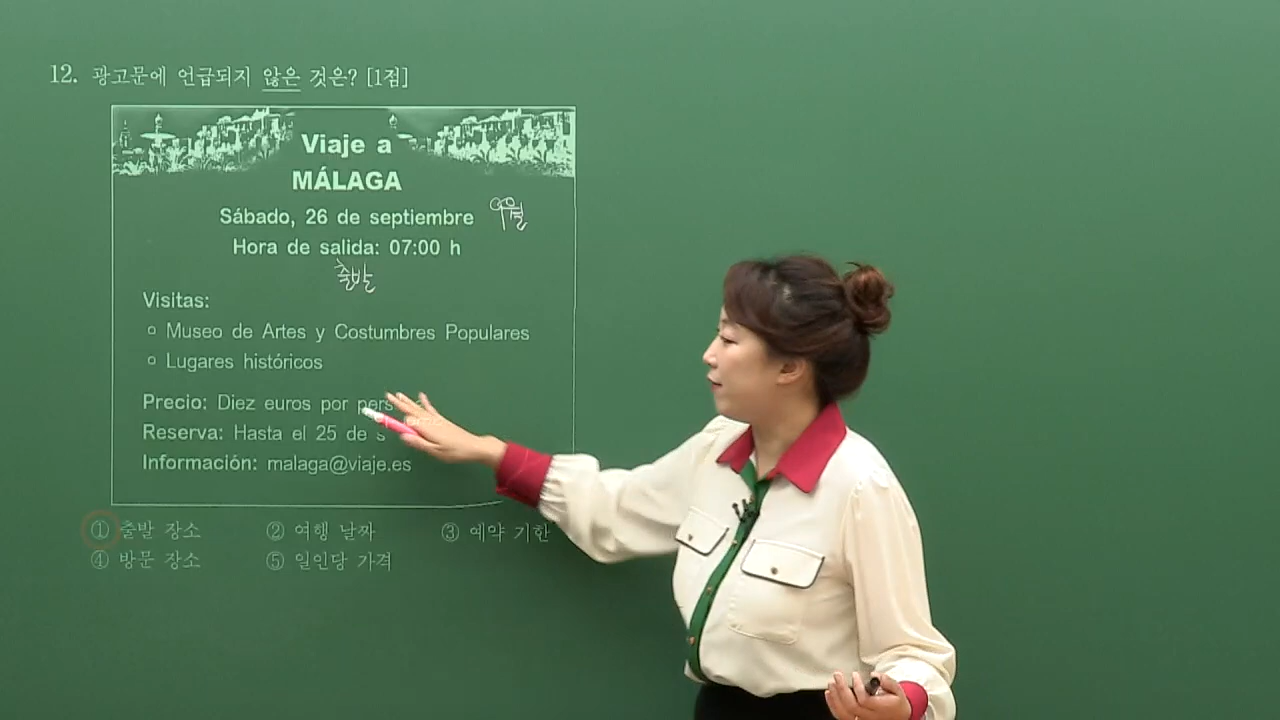 12. 광고문에 언급되지 않은 것은? [1점]
Viaje a
MÁLAGA
Sábado, 26 de septiembre
Hora de salida: 07:00 h
출발
Visitas:
Museo de Artes y Costumbres Populares
Lugares históricos
Precio: Diez euros por
Reserva: Hasta el 25 de
Información: malaga@viaje.es
① 출발 장소 ② 여행 날짜 ③ 예약 기한
④ 방문 장소 ⑤ 일인당 가격